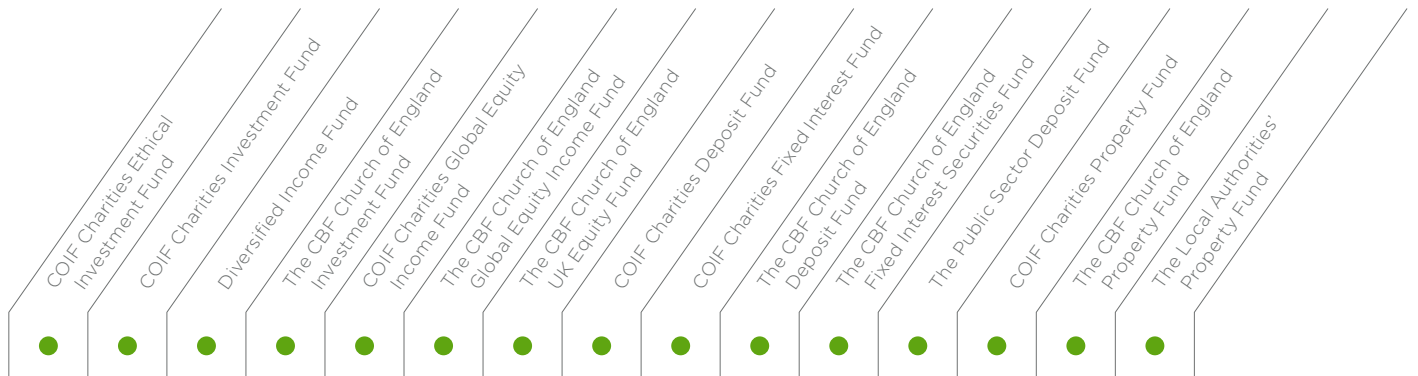 COIF Charities Ethical
Investment Fund
COIF Charities Investment Fund
Diversified Income Fund
The CBF Church of England
Investment Fund
COIF Charities Global Equity
Income Fund
The CBF Church of England
Global Equity Income Fund
The CBF Church of England
UK Equity Fund
COIF Charities Deposit Fund
COIF Charities Fixed Interest Fund
The CBF Church of England
Deposit Fund
The CBF Church of England
Fixed Interest Securities Fund
The Public Sector Deposit Fund
COIF Charities Property Fund
The CBF Church of England
Property Fund
The Local Authorities’
Property Fund